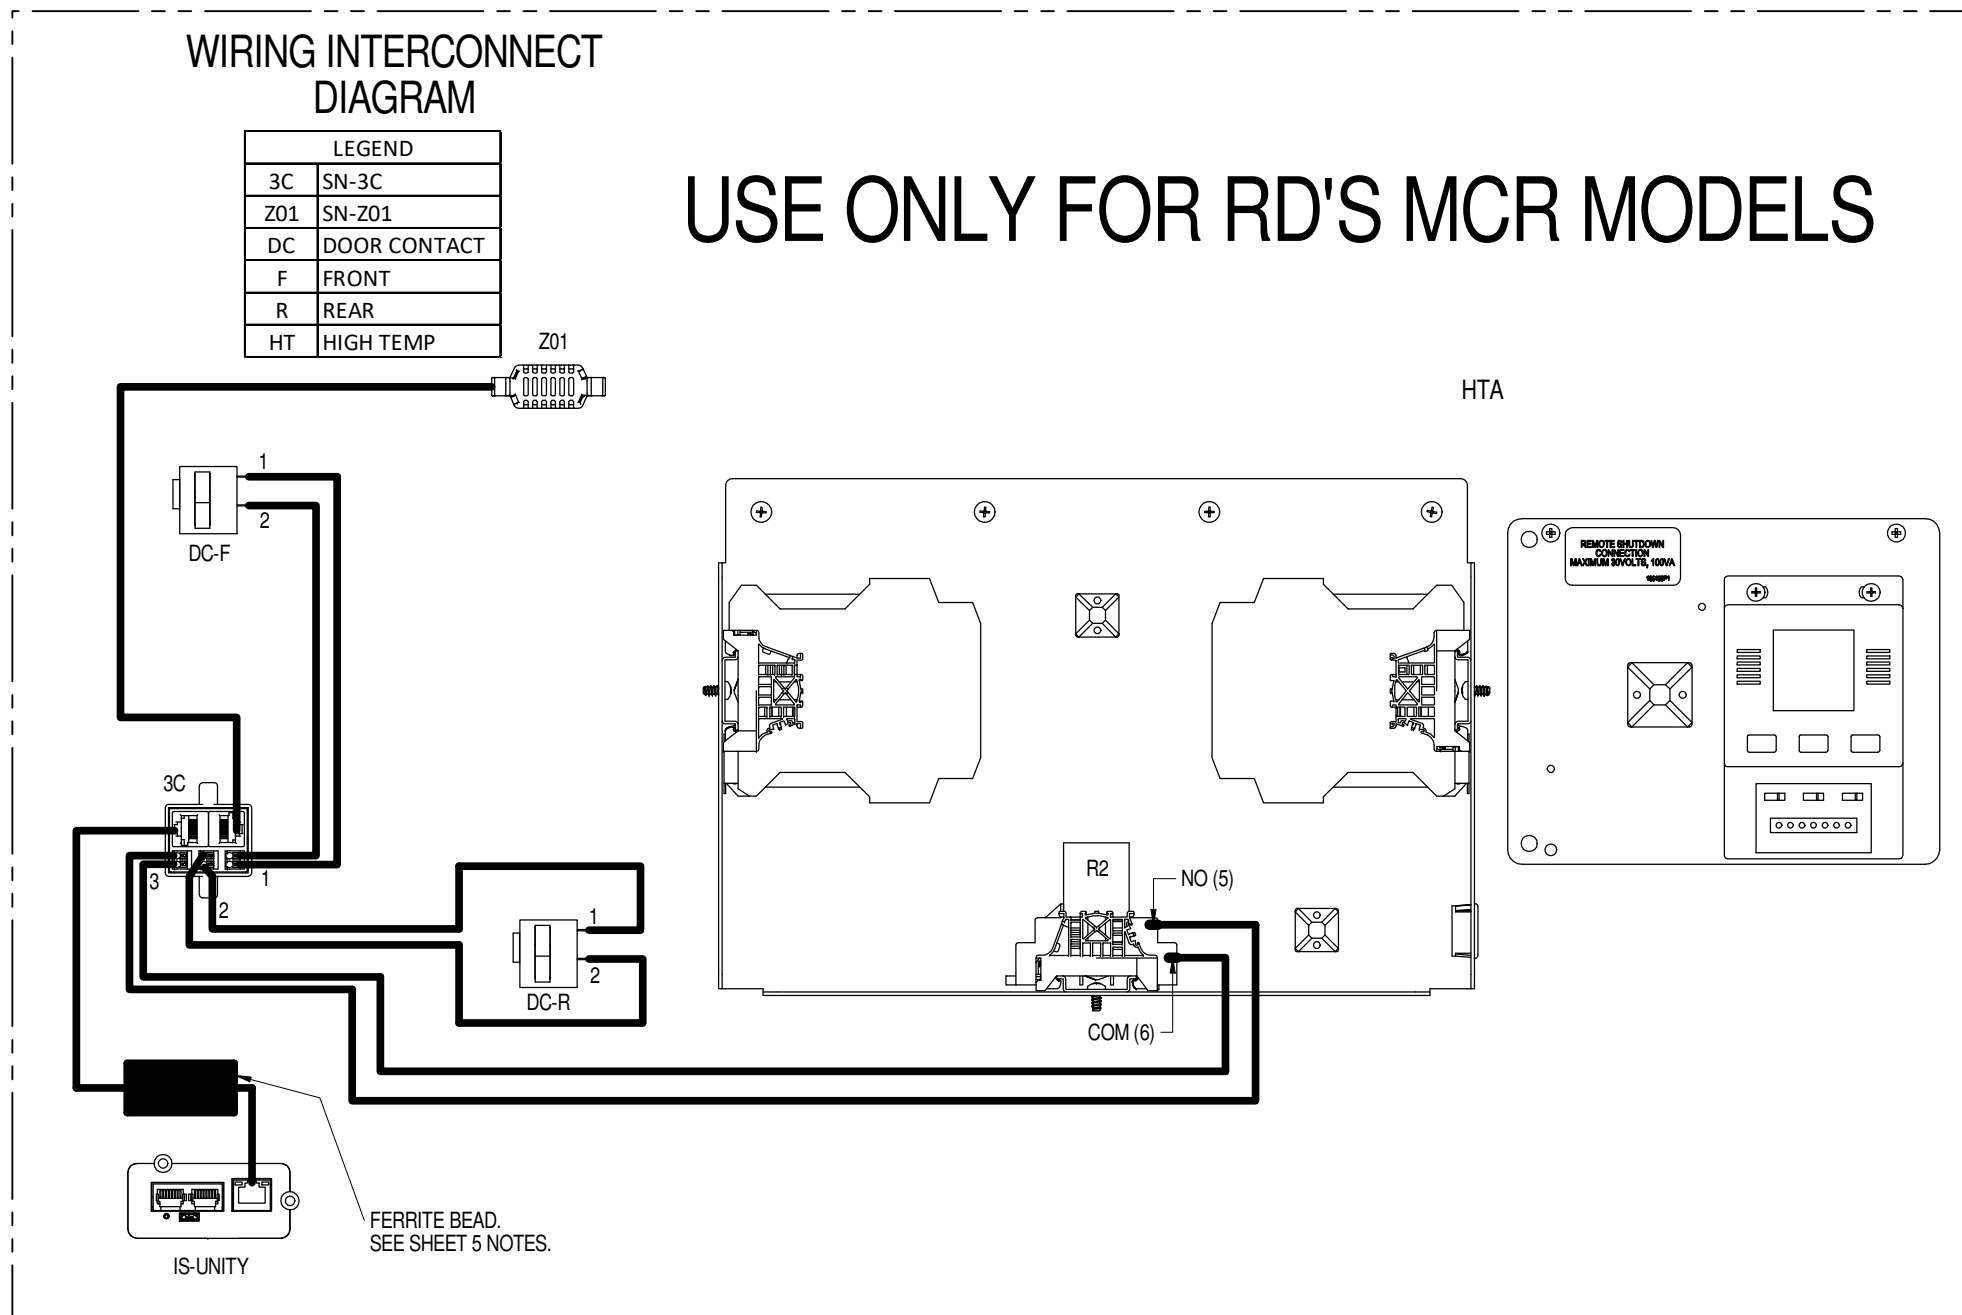 WIRING INTERCONNECT
DIAGRAM
LEGEND
3C SN-3C
Z01 SN-Z01
DC DOOR CONTACT
F FRONT
R REAR
HT HIGH TEMP
USE ONLY FOR RD'S MCR MODELS
Z01
HTA
1
2
DC-F
REMOTE SHUTDOWN
CONNECTION
MAXIMUM 30VOLTS, 100VA
3C
3
1
2
1
2
DC-R
R2
NO (5)
COM (6)
FERRITE BEAD.
SEE SHEET 5 NOTES.
IS-UNITY